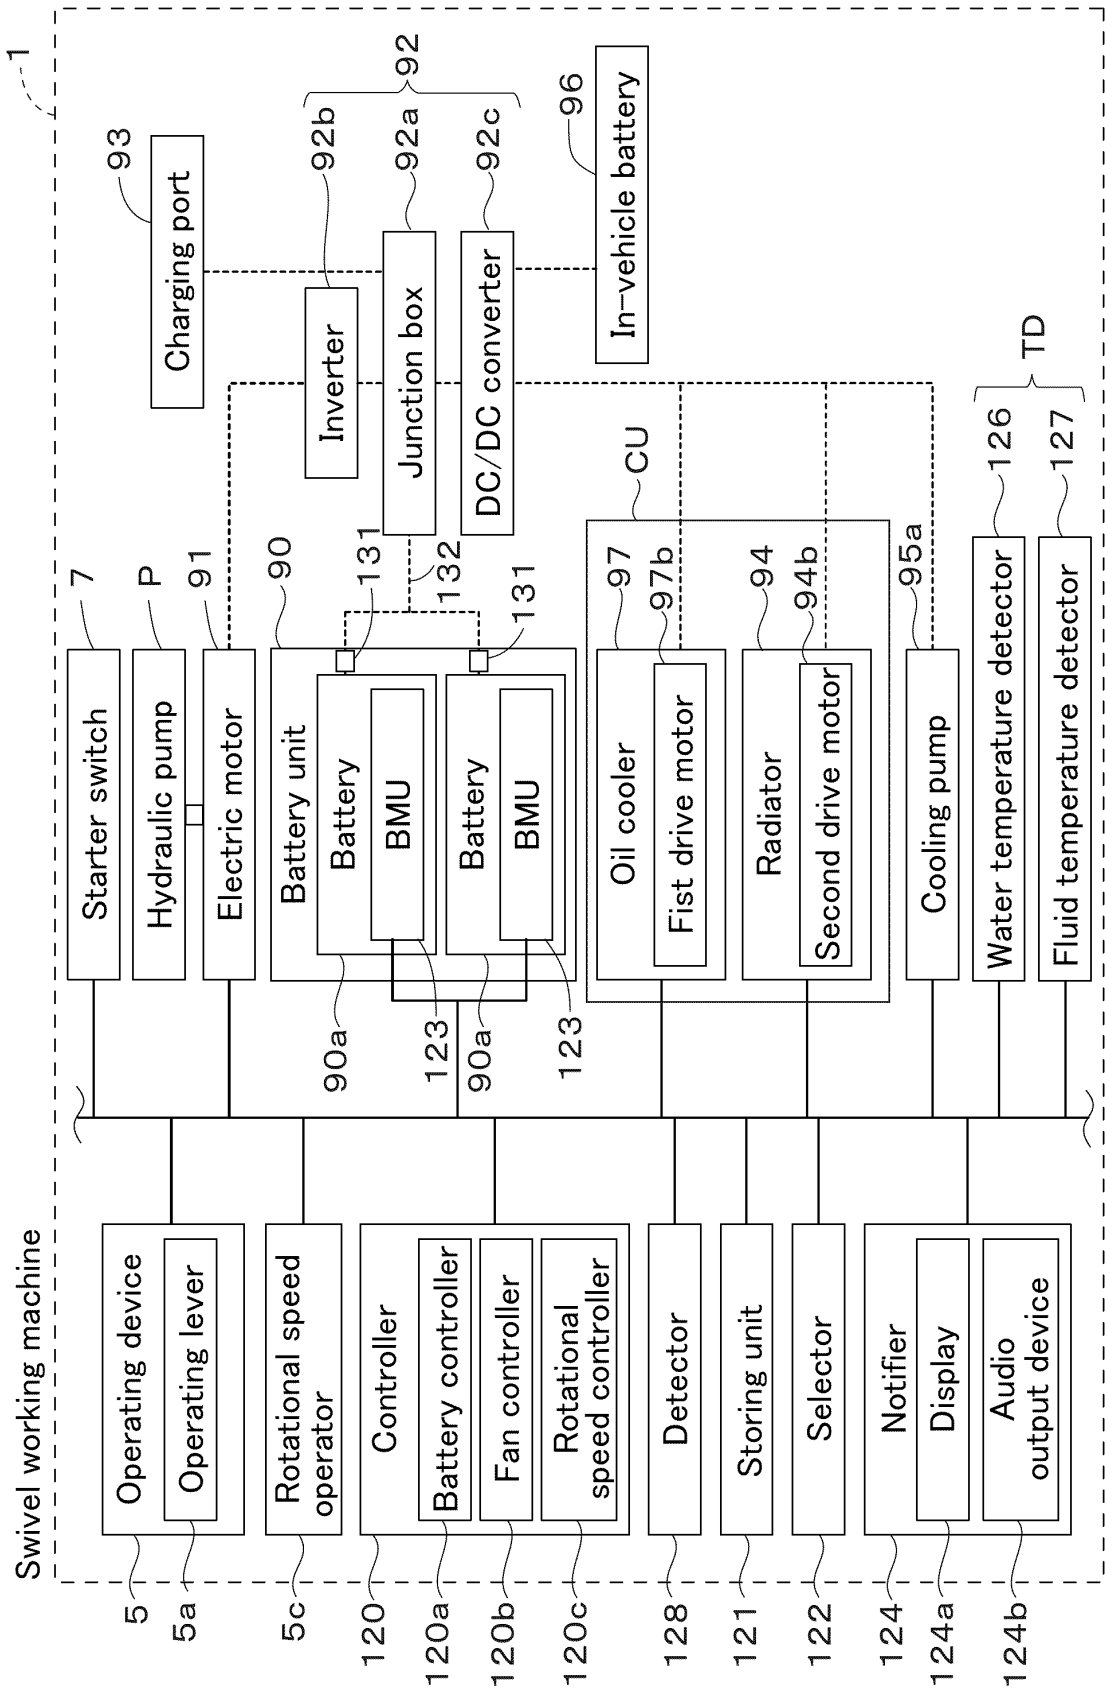 Swivel working machine
1
Operating device
Operating lever
5
5a
Rotational speed
operator
5c
Controller
Battery controller
Fan controller
Rotational
speed controller
120
120a
120b
120c
Detector
128
Storing unit
121
Selector
122
Notifier
Display
Audio
output device
124
124a
124b
Starter switch
7
Hydraulic pump
P
Electric motor
91
Battery unit
90
Battery
BMU
90a
123
131
Battery
BMU
90a
123
131
132
Oil cooler
97
Fist drive motor
97b
Radiator
94
Second drive motor
94b
CU
Cooling pump
95a
Water temperature detector
126
Fluid temperature detector
127
TD
Charging port
93
Inverter
92b
Junction box
92a
DC/DC converter
92c
92
In-vehicle battery
96